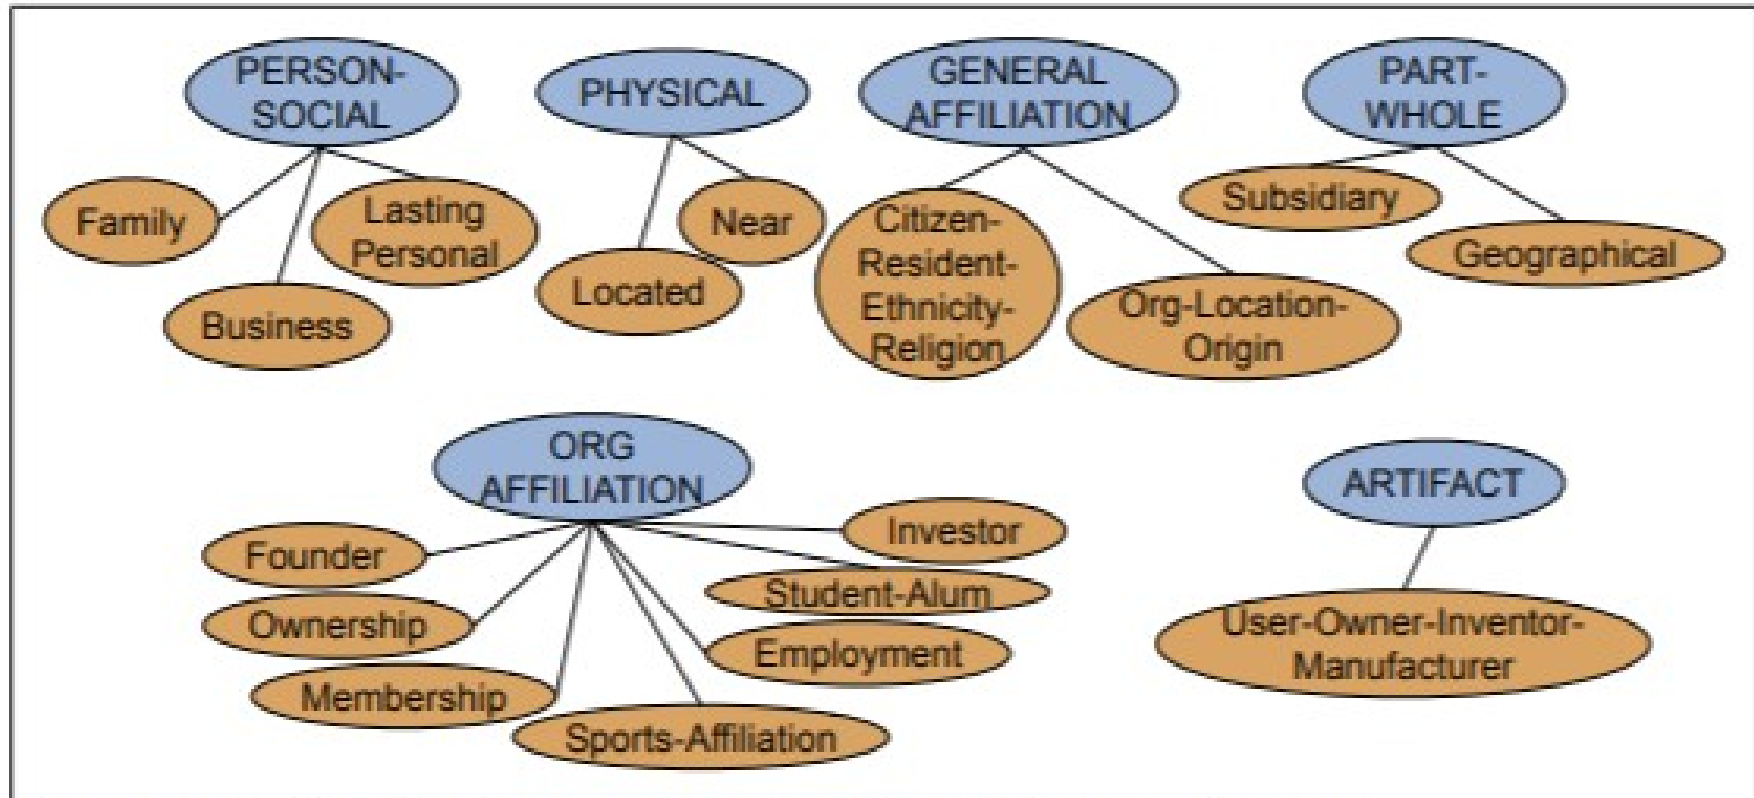 PERSON-
SOCIAL
PHYSICAL
GENERAL
AFFILIATION
PART-
WHOLE
Family
Lasting
Personal
Business
Near
Located
Citizen-
Resident-
Ethnicity-
Religion
Org-Location-
Origin
Subsidiary
Geographical
ORG
AFFILIATION
ARTIFACT
Founder
Ownership
Membership
Sports-Affiliation
Employment
Student-Alum
Investor
User-Owner-Inventor-
Manufacturer